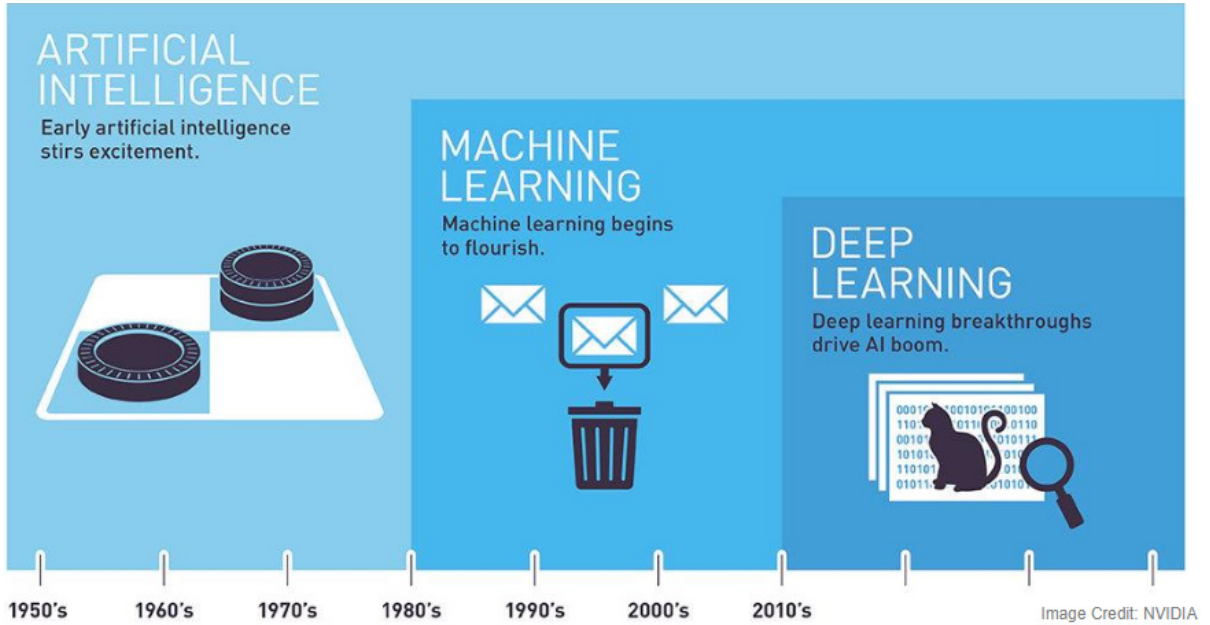 ARTIFICIAL
INTELLIGENCE
Early artificial intelligence
stirs excitement.
MACHINE
LEARNING
Machine learning begins
to flourish.
DEEP
LEARNING
Deep learning breakthroughs
drive AI boom.
1950's
1960's
1970's
1980's
1990's
2000's
2010's
Image Credit: NVIDIA